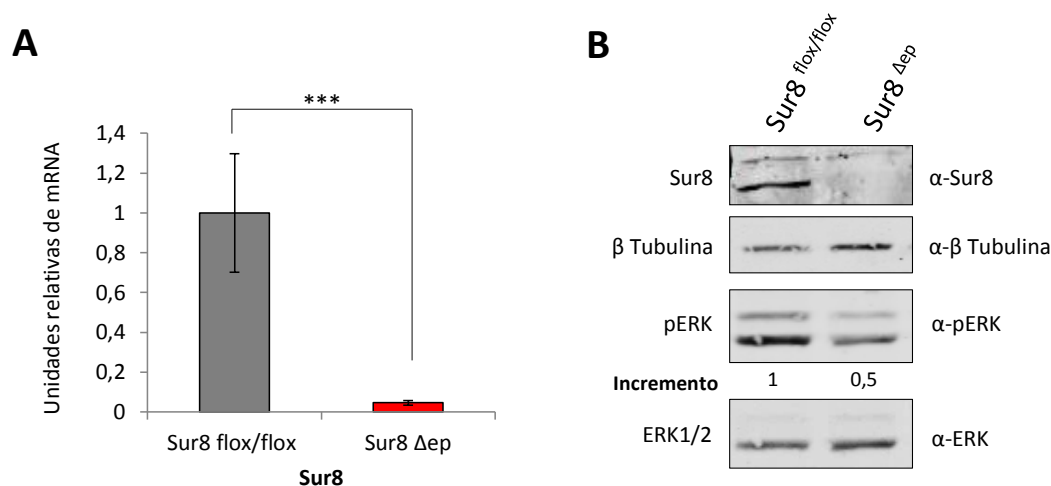 A
***
Unidades relativas de mRNA
1,4
1,2
1
0,8
0,6
0,4
0,2
0
Sur8 flox/flox
Sur8 Δep
Sur8
B
Sur8 flox/flox
Sur8 Δep
Sur8
α-Sur8
β Tubulina
α-β Tubulina
pERK
α-pERK
Incremento
1
0,5
ERK1/2
α-ERK